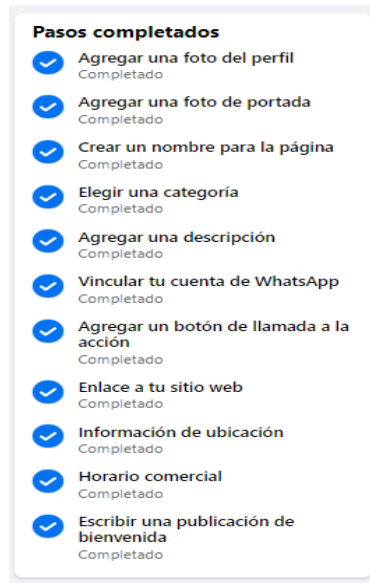 Pasos completados
Agregar una foto del perfil
Completado
Agregar una foto de portada
Completado
Crear un nombre para la página
Completado
Elegir una categoría
Completado
Agregar una descripción
Completado
Vincular tu cuenta de WhatsApp
Completado
Agregar un botón de llamada a la
acción
Completado
Enlace a tu sitio web
Completado
Información de ubicación
Completado
Horario comercial
Completado
Escribir una publicación de
bienvenida
Completado